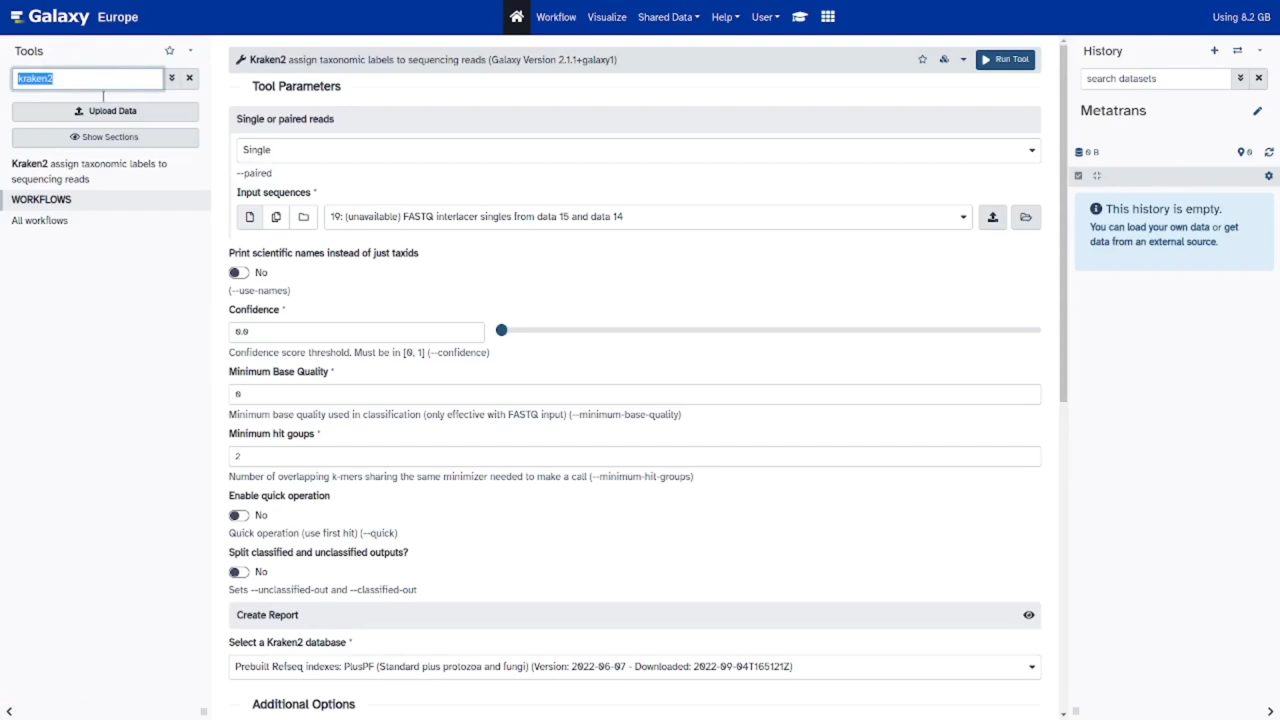 Galaxy Europe
Workflow Visualize Shared Data Help User
Using 8.2 GB
Tools
kraken2
Upload Data
Show Sections
Kraken2 assign taxonomic labels to
sequencing reads
WORKFLOWS
All workflows
Kraken2 assign taxonomic labels to sequencing reads (Galaxy Version 2.1.1+galaxy1)
Run Tool
Tool Parameters
Single or paired reads
Single
--paired
Input sequences *
19: (unavailable) FASTQ interlacer singles from data 15 and data 14
Print scientific names instead of just taxids
No
(--use-names)
Confidence *
0.0
Confidence score threshold. Must be in [0, 1] (--confidence)
Minimum Base Quality *
0
Minimum base quality used in classification (only effective with FASTQ input) (--minimum-base-quality)
Minimum hit goups *
2
Number of overlapping k-mers sharing the same minimizer needed to make a call (--minimum-hit-groups)
Enable quick operation
No
Quick operation (use first hit) (--quick)
Split classified and unclassified outputs?
No
Sets --unclassified-out and --classified-out
Create Report
Select a Kraken2 database *
Prebuilt Refseq indexes: PlusPF (Standard plus protozoa and fungi) (Version: 2022-06-07 - Downloaded: 2022-09-04T165121Z)
Additional Options
History
search datasets
Metatrans
0 B
0
This history is empty.
You can load your own data or get
data from an external source.